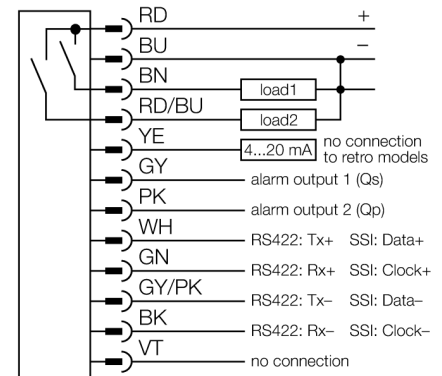 RD +
BU –
BN load1
RD/BU load2
YE 4...20 mA no connection
to retro models
GY alarm output 1 (Qs)
PK alarm output 2 (Qp)
WH RS422: Tx+ SSI: Data+
GN RS422: Rx+ SSI: Clock+
GY/PK RS422: Tx– SSI: Data–
BK RS422: Rx– SSI: Clock–
VT no connection